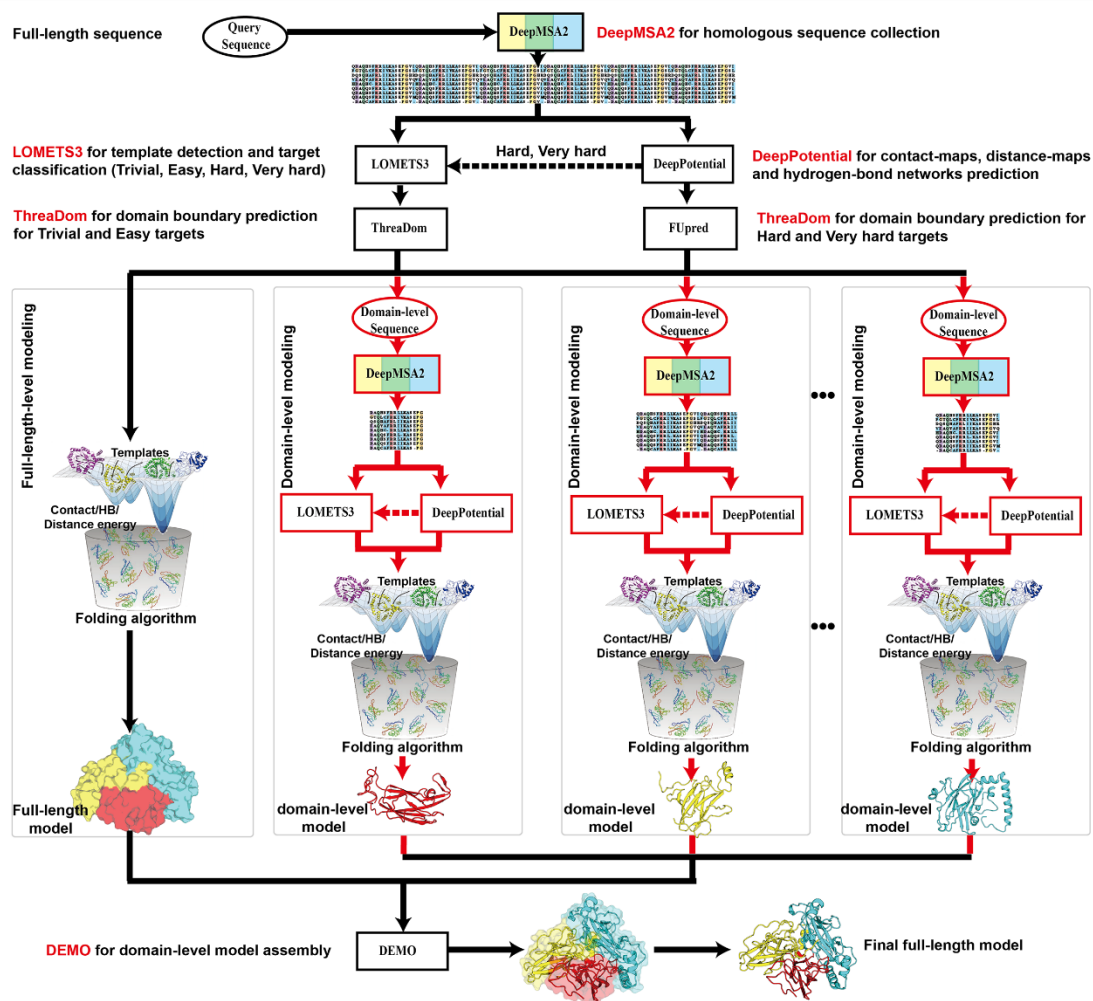 Full-length sequence
Query
Sequence
DeepMSA2
DeepMSA2 for homologous sequence collection
LOMETS3 for template detection and target
classification (Trivial, Easy, Hard, Very hard)
LOMETS3
Hard, Very hard
DeepPotential
DeepPotential for contact-maps, distance-maps
and hydrogen-bond networks prediction
ThreaDom for domain boundary prediction
for Trivial and Easy targets
ThreaDom
FUpred
ThreaDom for domain boundary prediction for
Hard and Very hard targets
Full-length-level modeling
Templates
Contact/HB/
Distance energy
Folding algorithm
Full-length
model
Domain-level modeling
Domain-level
Sequence
DeepMSA2
LOMETS3
DeepPotential
Templates
Contact/HB/
Distance energy
Folding algorithm
domain-level
model
Domain-level modeling
Domain-level
Sequence
DeepMSA2
LOMETS3
DeepPotential
Templates
Contact/HB/
Distance energy
Folding algorithm
domain-level
model
•••
•••
Domain-level modeling
Domain-level
Sequence
DeepMSA2
LOMETS3
DeepPotential
Templates
Contact/HB/
Distance energy
Folding algorithm
domain-level
model
DEMO for domain-level model assembly
DEMO
Final full-length model